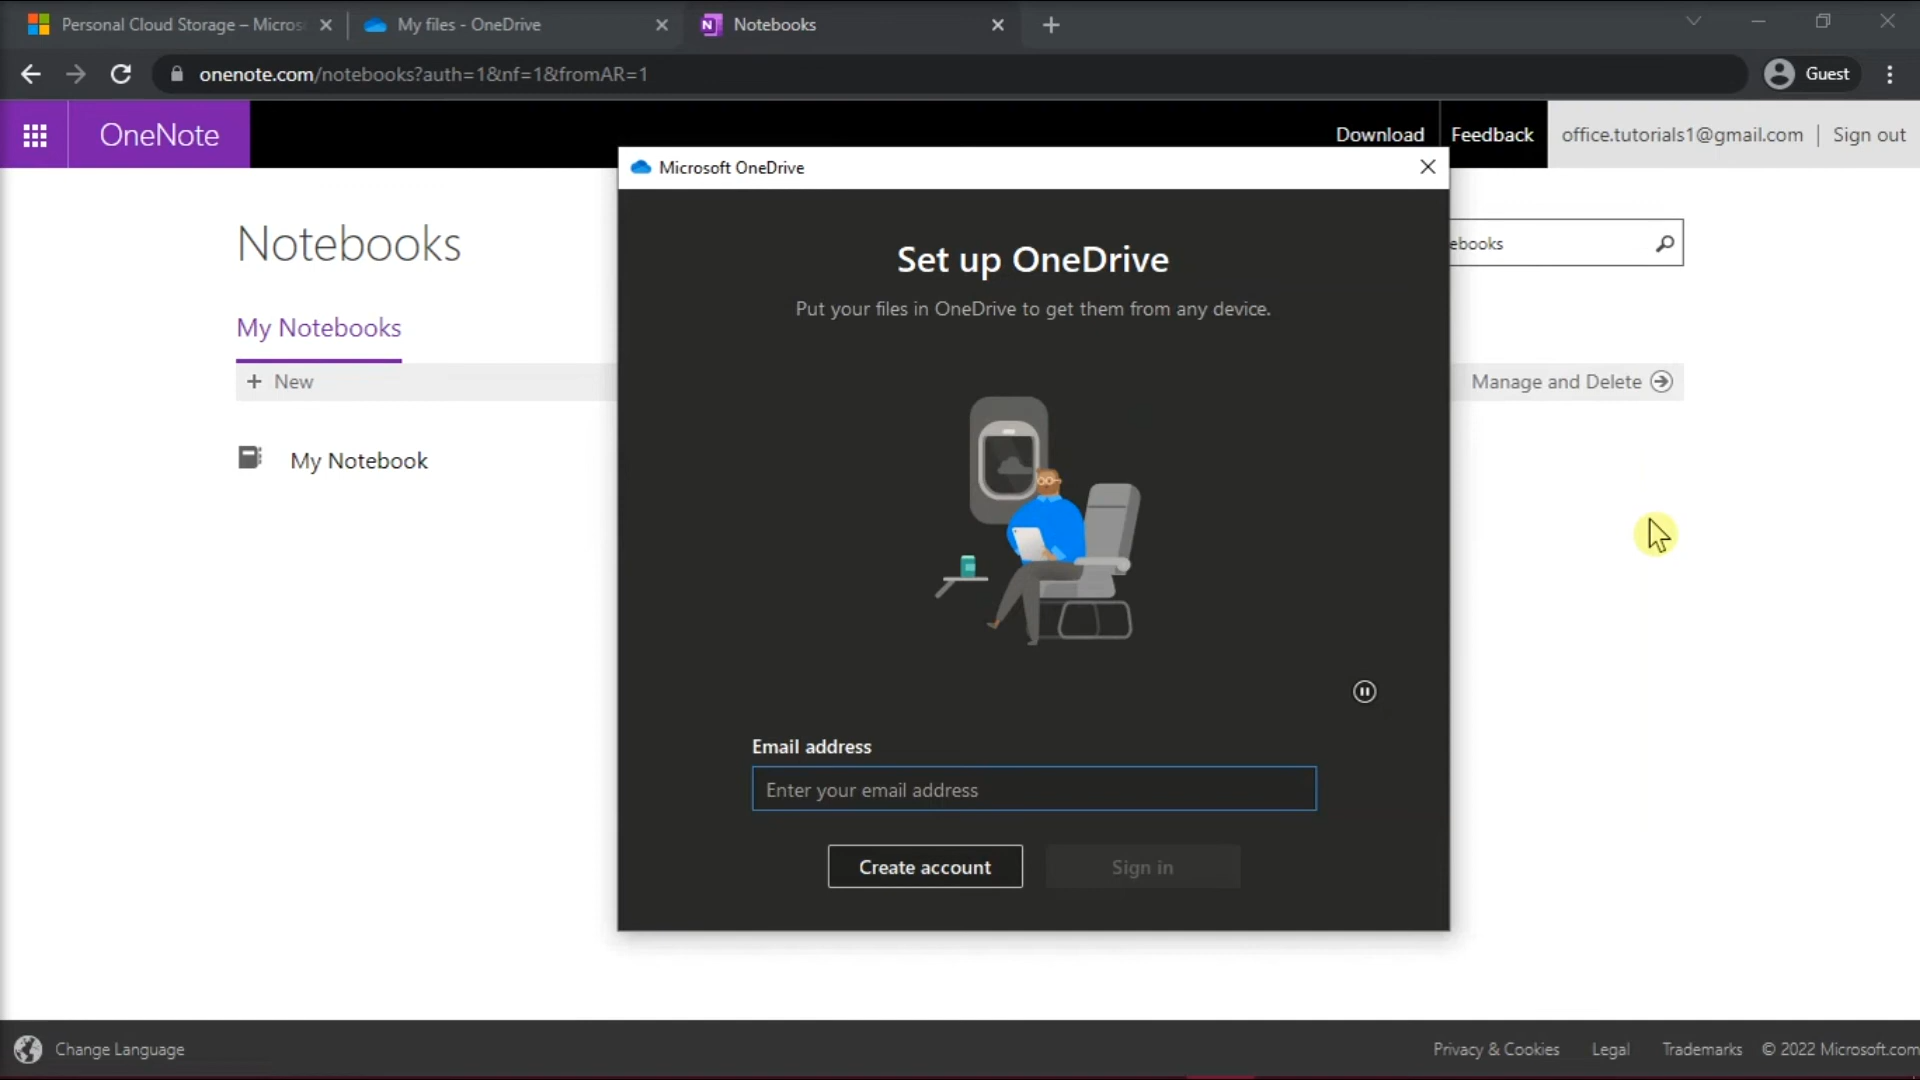 Personal Cloud Storage – Micros
My files - OneDrive
Notebooks
onenote.com/notebooks?auth=1&nf=1&fromAR=1
Guest
OneNote
Download
Feedback
office.tutorials1@gmail.com
Sign out
Microsoft OneDrive
Notebooks
ebooks
Set up OneDrive
Put your files in OneDrive to get them from any device.
My Notebooks
+ New
Manage and Delete
My Notebook
Email address
Enter your email address
Create account
Sign in
Change Language
Privacy & Cookies
Legal
Trademarks
© 2022 Microsoft.com